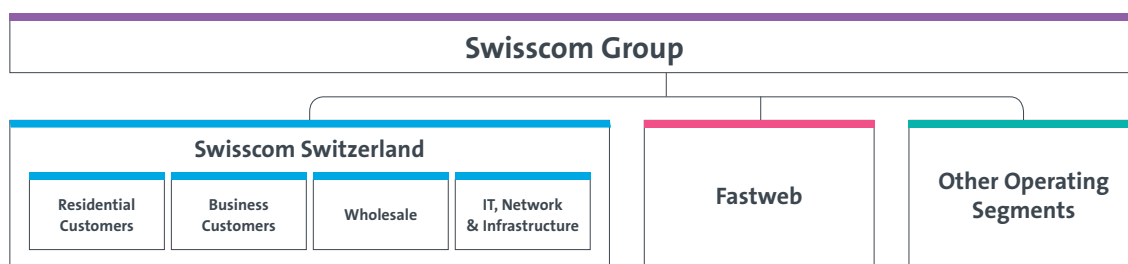 Swisscom Group
Swisscom Switzerland
Residential
Customers
Business
Customers
Wholesale
IT, Network
& Infrastructure
Fastweb
Other Operating
Segments